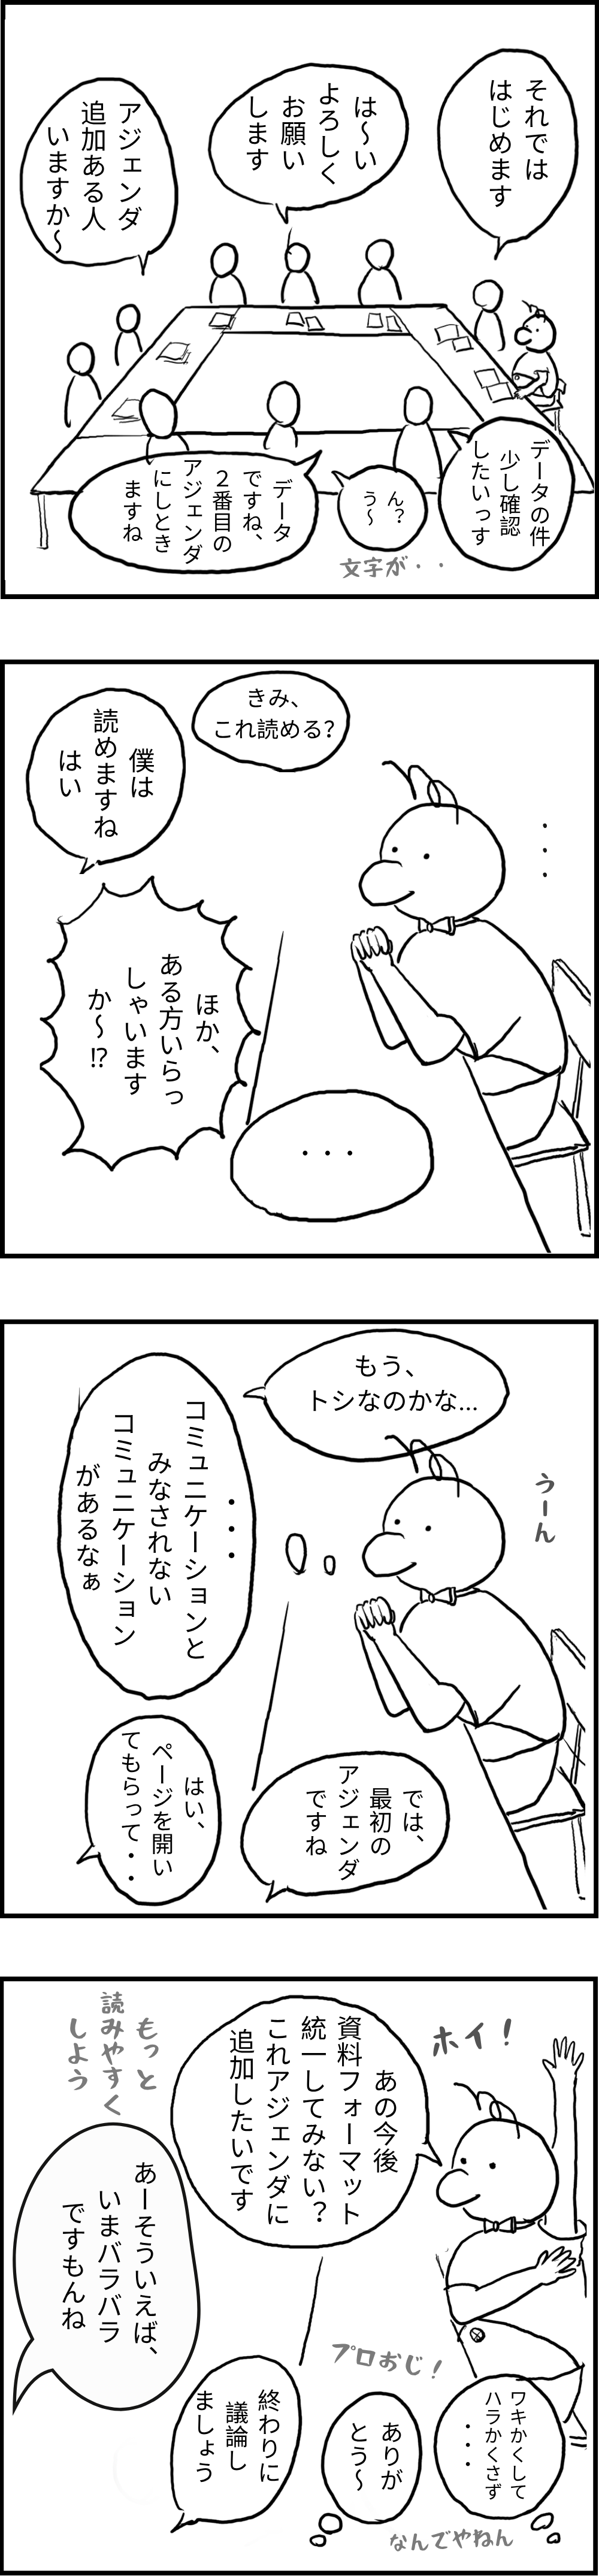 それでは
はじめます
は〜い
よろしく
お願い
します
アジェンダ
追加ある人
いますか〜
データの件
少し確認
したいっす
ん?
う〜
文字が・・
データ
ですね、
2番目の
アジェンダ
にしとき
ますね
きみ、
これ読める?
僕は
読めますね
はい
・・・
ほか、
ある方いらっ
しゃいます
か〜!?
・・・
もう、
トシなのかな...
うーん
・・・
コミュニケーションと
みなされない
コミュニケーション
があるなぁ
では、
最初の
アジェンダ
ですね
はい、
ページを開い
てもらって・・
ホイ!
あの今後
資料フォーマット
統一してみない?
これアジェンダに
追加したいです
もっと
読みやすく
しよう
あーそういえば、
いまバラバラ
ですもんね
プロおじ!
ワキかくして
ハラかくさず
・・・
ありが
とう〜
終わりに
議論し
ましょう
なんでやねん